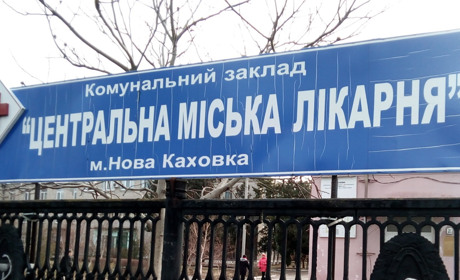 Комунальний заклад
"ЦЕНТРАЛЬНА МІСЬКА ЛІКАРНЯ"
м.Нова Каховка